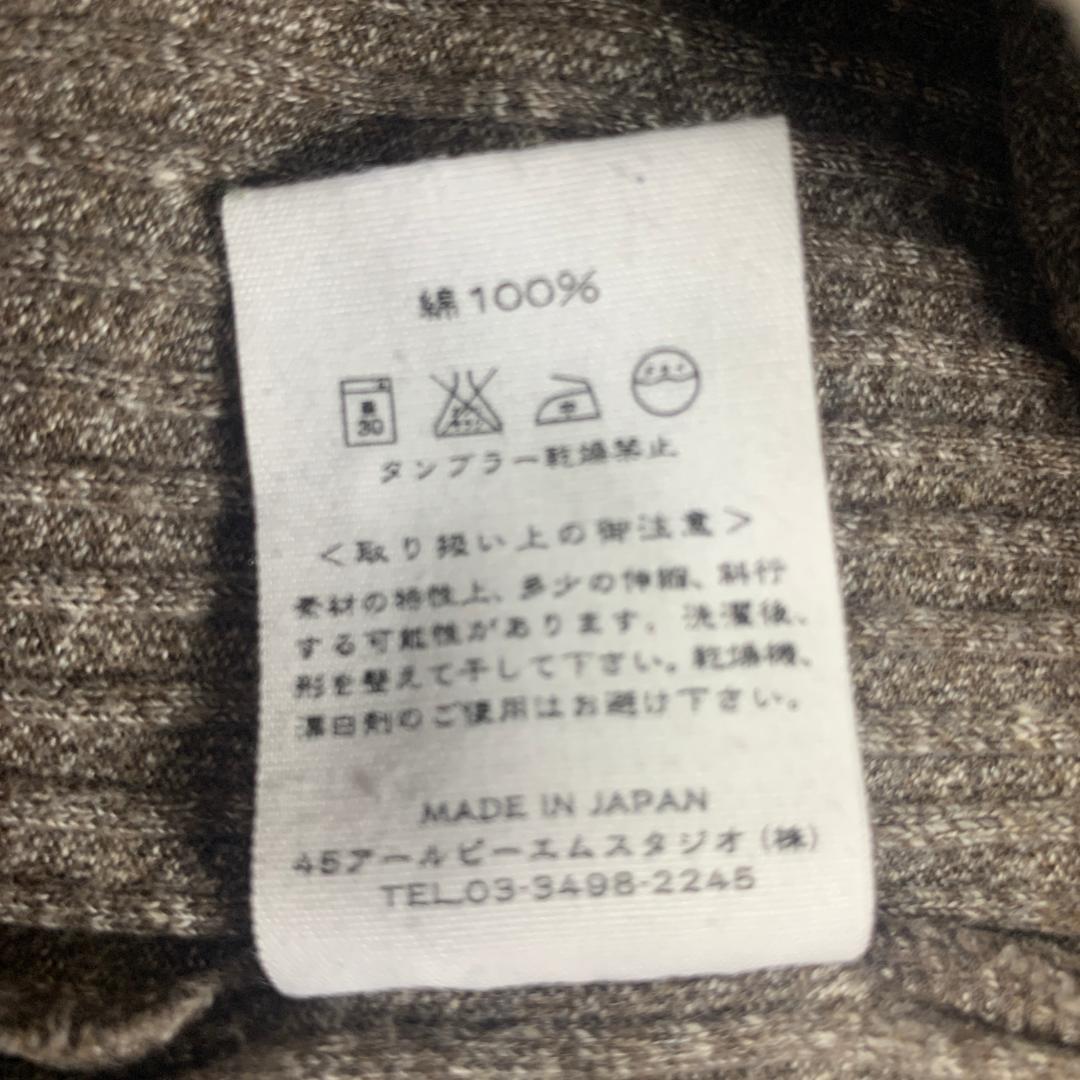 綿100%
弱
30
中
タンブラー乾燥禁止
<取り扱い上の御注意>
素材の特性上、多少の伸縮、斜行
する可能性があります。洗濯後、
形を整えて干して下さい。乾燥機、
漂白剤のご使用はお避け下さい。
MADE IN JAPAN
45アールピーエムスタジオ(株)
TEL.03-3498-2245